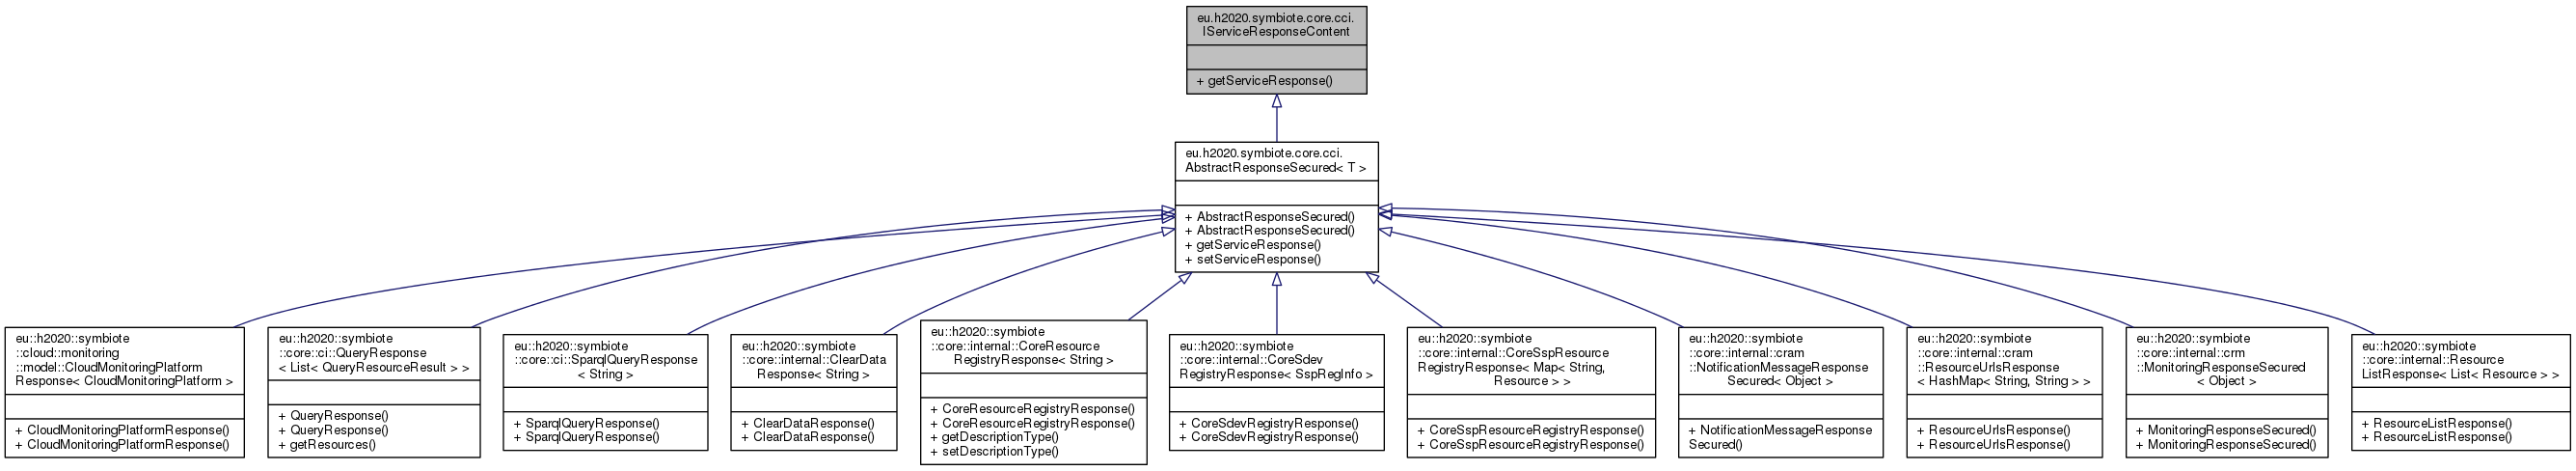 eu.h2020.symbiote.core.cci.
IServiceResponseContent
+ getServiceResponse()
eu.h2020.symbiote.core.cci.
AbstractResponseSecured< T >
+ AbstractResponseSecured()
+ AbstractResponseSecured()
+ getServiceResponse()
+ setServiceResponse()
eu::h2020::symbiote
::cloud::monitoring
::model::CloudMonitoringPlatform
Response< CloudMonitoringPlatform >
+ CloudMonitoringPlatformResponse()
+ CloudMonitoringPlatformResponse()
eu::h2020::symbiote
::core::ci::QueryResponse
< List< QueryResourceResult > >
+ QueryResponse()
+ QueryResponse()
+ getResources()
eu::h2020::symbiote
::core::ci::SparqlQueryResponse
< String >
+ SparqlQueryResponse()
+ SparqlQueryResponse()
eu::h2020::symbiote
::core::internal::ClearData
Response< String >
+ ClearDataResponse()
+ ClearDataResponse()
eu::h2020::symbiote
::core::internal::CoreResource
RegistryResponse< String >
+ CoreResourceRegistryResponse()
+ CoreResourceRegistryResponse()
+ getDescriptionType()
+ setDescriptionType()
eu::h2020::symbiote
::core::internal::CoreSdev
RegistryResponse< SspRegInfo >
+ CoreSdevRegistryResponse()
+ CoreSdevRegistryResponse()
eu::h2020::symbiote
::core::internal::CoreSspResource
RegistryResponse< Map< String,
Resource > >
+ CoreSspResourceRegistryResponse()
+ CoreSspResourceRegistryResponse()
eu::h2020::symbiote
::core::internal::cram
::NotificationMessageResponse
Secured< Object >
+ NotificationMessageResponse
Secured()
eu::h2020::symbiote
::core::internal::cram
::ResourceUrlsResponse
< HashMap< String, String > >
+ ResourceUrlsResponse()
+ ResourceUrlsResponse()
eu::h2020::symbiote
::core::internal::crm
::MonitoringResponseSecured
< Object >
+ MonitoringResponseSecured()
+ MonitoringResponseSecured()
eu::h2020::symbiote
::core::internal::Resource
ListResponse< List< Resource > >
+ ResourceListResponse()
+ ResourceListResponse()